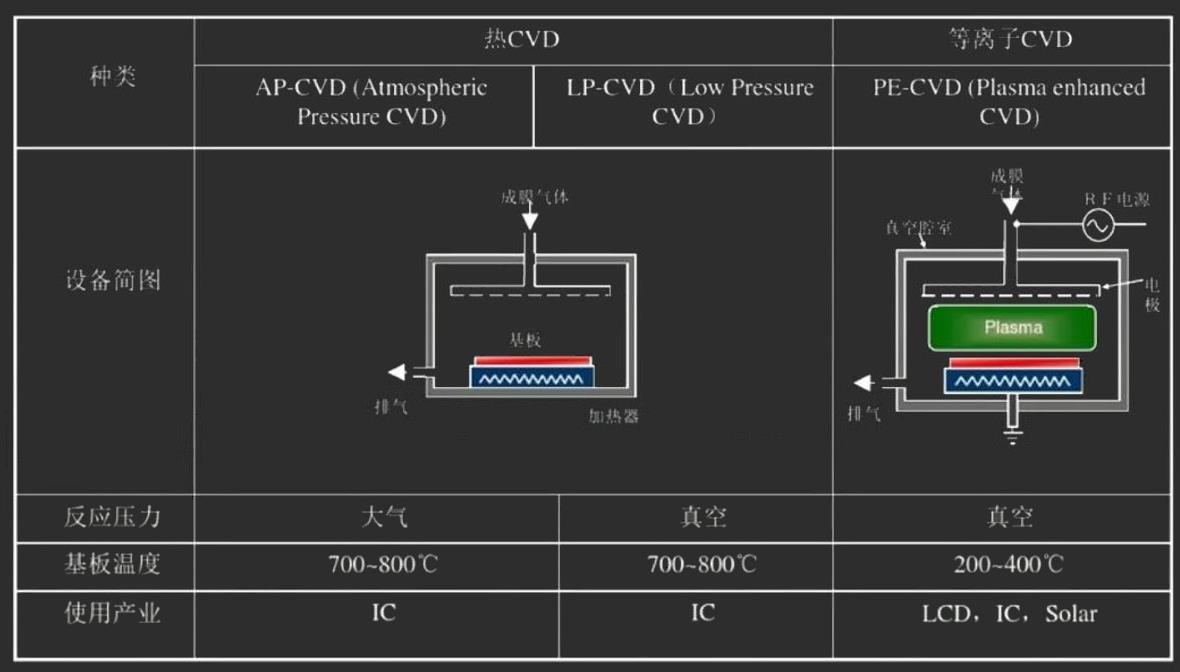 种类
热CVD
等离子CVD
AP-CVD (Atmospheric
Pressure CVD)
LP-CVD（Low Pressure
CVD）
PE-CVD (Plasma enhanced
CVD)
设备简图
成膜气体
基板
排气
加热器
成膜
气体
RF电源
真空腔室
电
极
Plasma
排气
反应压力
大气
真空
真空
基板温度
700~800℃
700~800℃
200~400℃
使用产业
IC
IC
LCD，IC，Solar